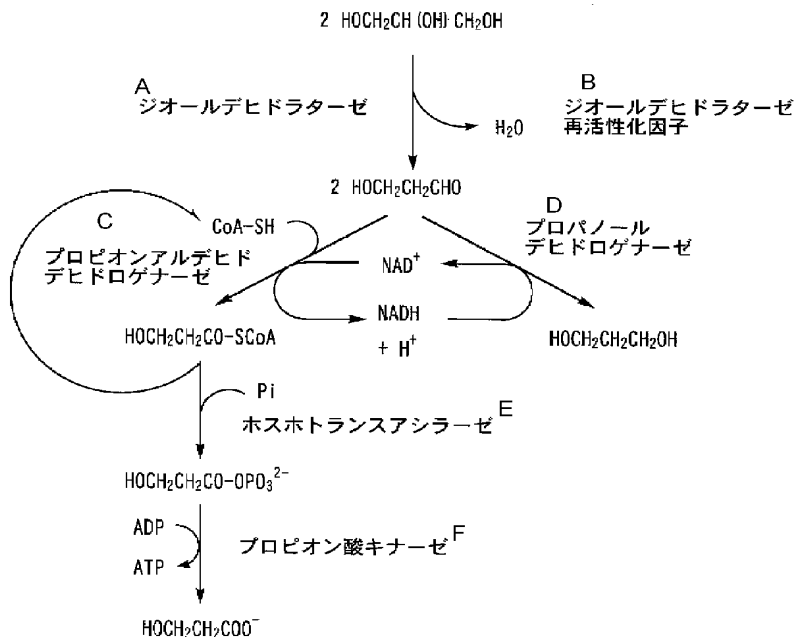 2 HOCH₂CH(OH)CH₂OH
A
ジオールデヒドラターゼ
B
ジオールデヒドラターゼ
再活性化因子
H₂O
2 HOCH₂CH₂CHO
C
プロピオンアルデヒド
デヒドロゲナーゼ
CoA-SH
D
プロパノール
デヒドロゲナーゼ
NAD⁺
NADH
+ H⁺
HOCH₂CH₂CO-SCoA
HOCH₂CH₂CH₂OH
Pi
ホスホトランスアシラーゼ E
HOCH₂CH₂CO-OPO₃²⁻
ADP
ATP
プロピオン酸キナーゼ F
HOCH₂CH₂COO⁻